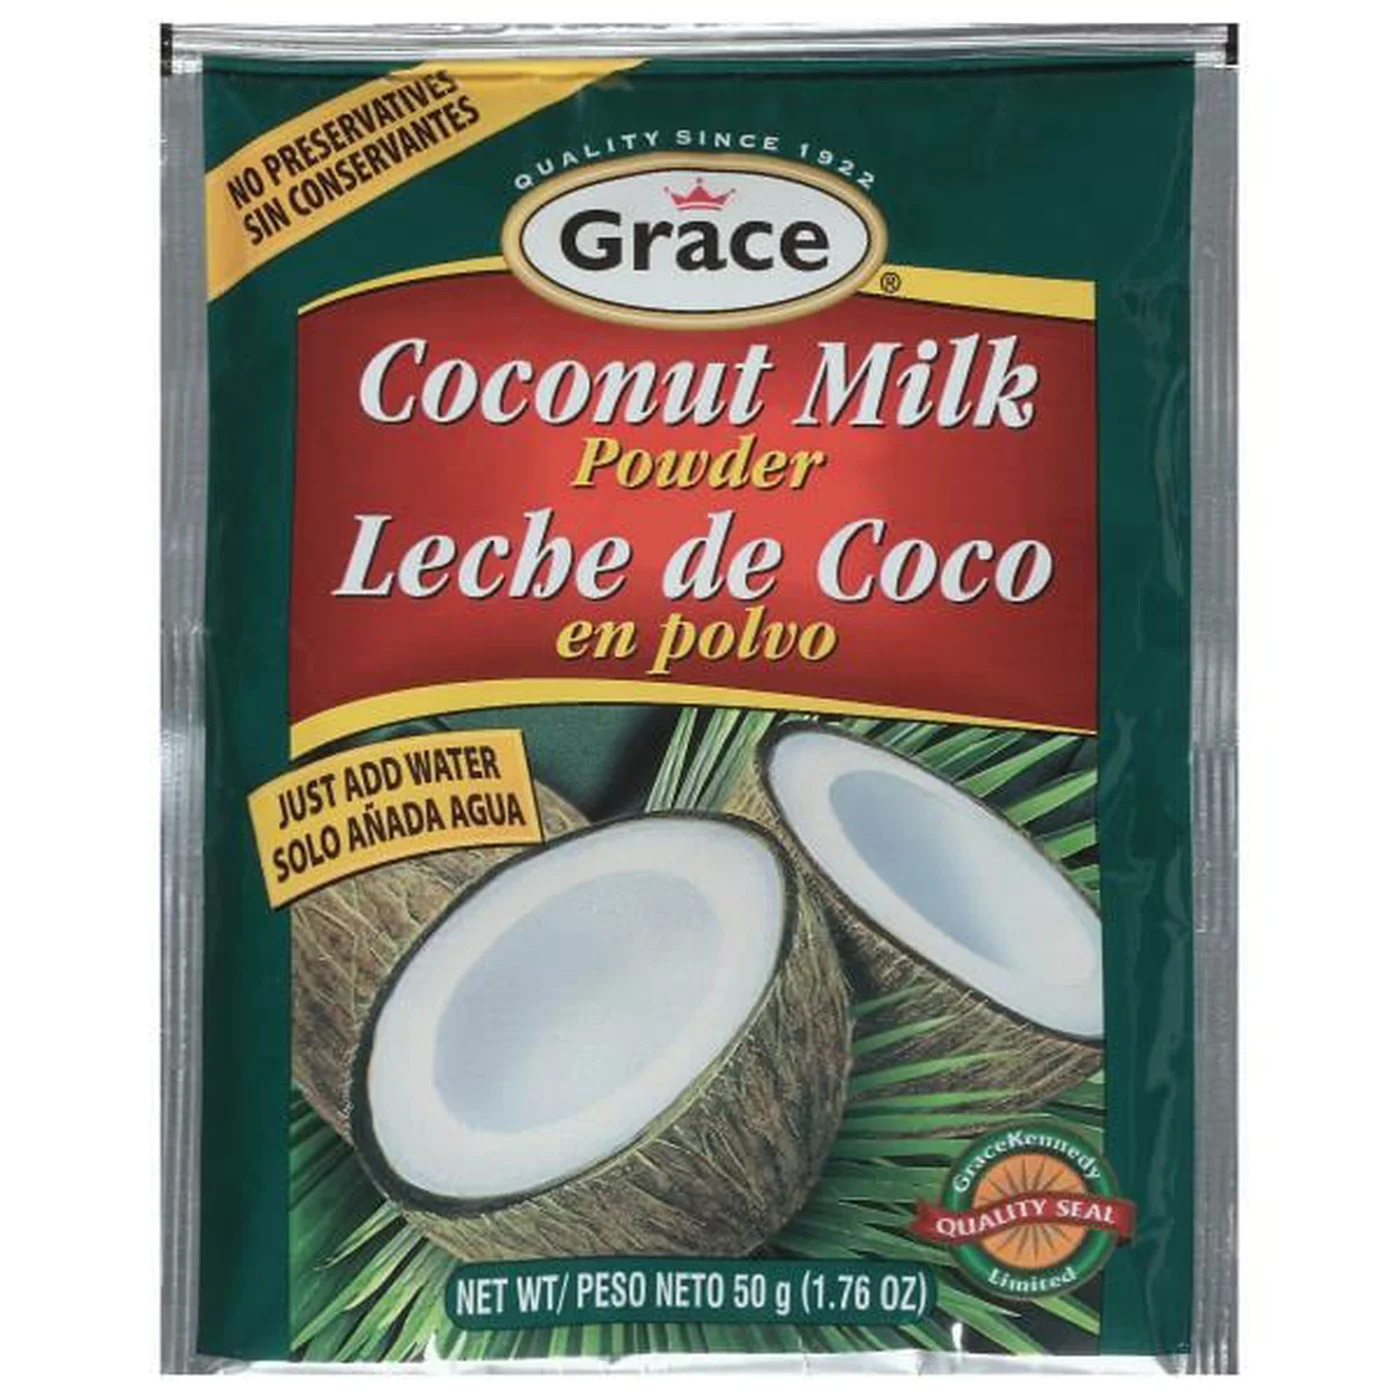 NO PRESERVATIVES
SIN CONSERVANTES
QUALITY SINCE 1922
Grace
®
Coconut Milk
Powder
Leche de Coco
en polvo
JUST ADD WATER
SOLO AÑADA AGUA
GraceKennedy
QUALITY SEAL
Limited
NET WT/ PESO NETO 50 g (1.76 OZ)